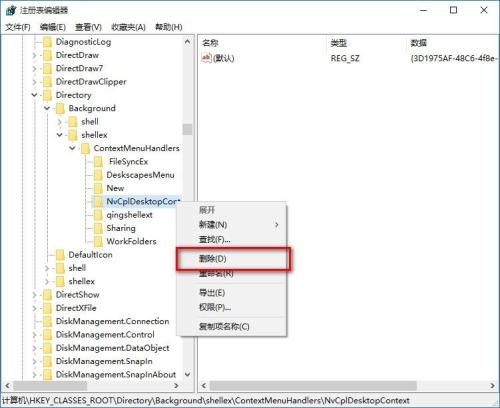 注册表编辑器
文件(F) 编辑(E) 查看(V) 收藏夹(A) 帮助(H)
DiagnosticLog
DirectDraw
DirectDraw7
DirectDrawClipper
Directory
Background
shell
shellex
ContextMenuHandlers
FileSyncEx
DeskscapesMenu
New
NvCplDesktopCont
qingshellext
Sharing
WorkFolders
DefaultIcon
shell
shellex
DirectShow
DirectXFile
DiskManagement.Connection
DiskManagement.Control
DiskManagement.DataObject
DiskManagement.SnapIn
DiskManagement.SnapInAbout
名称 类型 数据
ab (默认) REG_SZ {3D1975AF-48C6-4f8e-
展开
新建(N)
查找(F)...
删除(D)
重命名(R)
导出(E)
权限(P)...
复制项名称(C)
计算机\HKEY_CLASSES_ROOT\Directory\Background\shellex\ContextMenuHandlers\NvCplDesktopContext